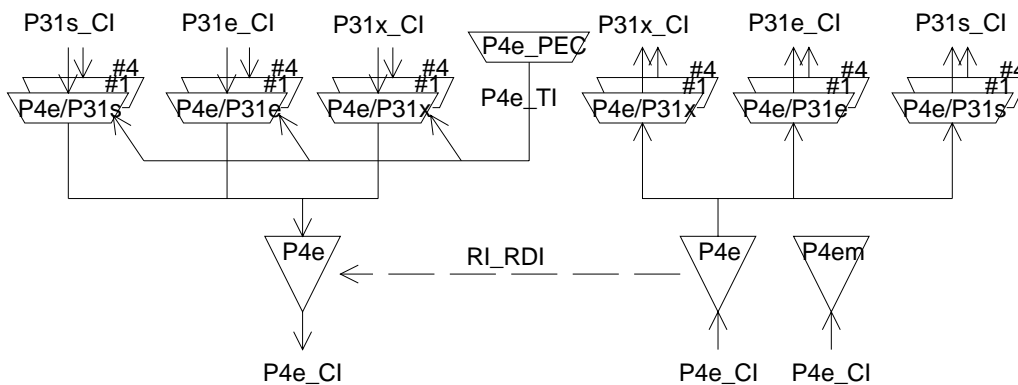 P31s_CI P31e_CI P31x_CI P4e_PEC P31x_CI P31e_CI P31s_CI
#4 #4 #4 #4 #4 #4
#1 #1 #1 #1 #1 #1
P4e/P31s P4e/P31e P4e/P31x P4e_TI P4e/P31x P4e/P31e P4e/P31s
P4e RI_RDI P4e P4em
P4e_CI P4e_CI P4e_CI